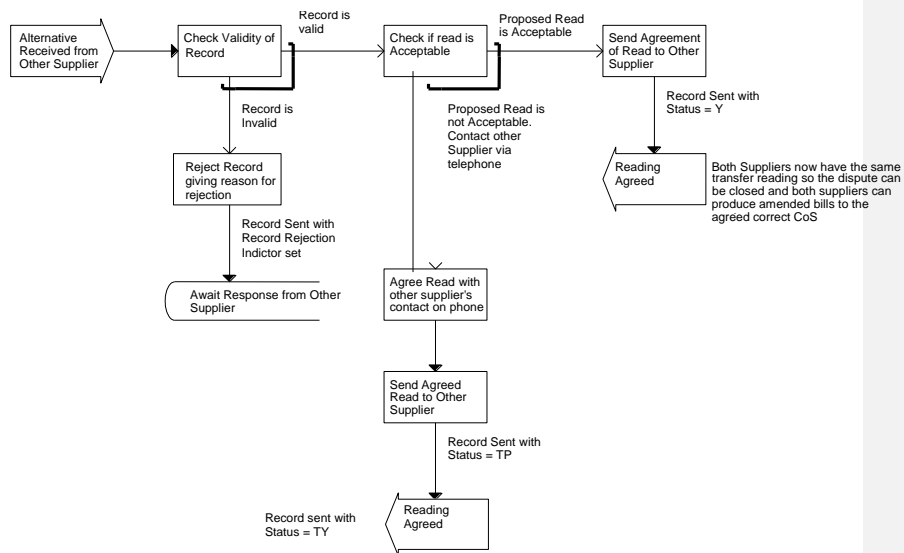 Alternative
Received from
Other Supplier
Check Validity of
Record
Record is
valid
Check if read is
Acceptable
Proposed Read
is Acceptable
Send Agreement
of Read to Other
Supplier
Record is
Invalid
Proposed Read is
not Acceptable.
Contact other
Supplier via
telephone
Record Sent with
Status = Y
Reject Record
giving reason for
rejection
Reading
Agreed
Both Suppliers now have the same
transfer reading so the dispute can
be closed and both suppliers can
produce amended bills to the
agreed correct CoS
Record Sent with
Record Rejection
Indictor set
Await Response from Other
Supplier
Agree Read with
other supplier's
contact on phone
Send Agreed
Read to Other
Supplier
Record Sent with
Status = TP
Record sent with
Status = TY
Reading
Agreed